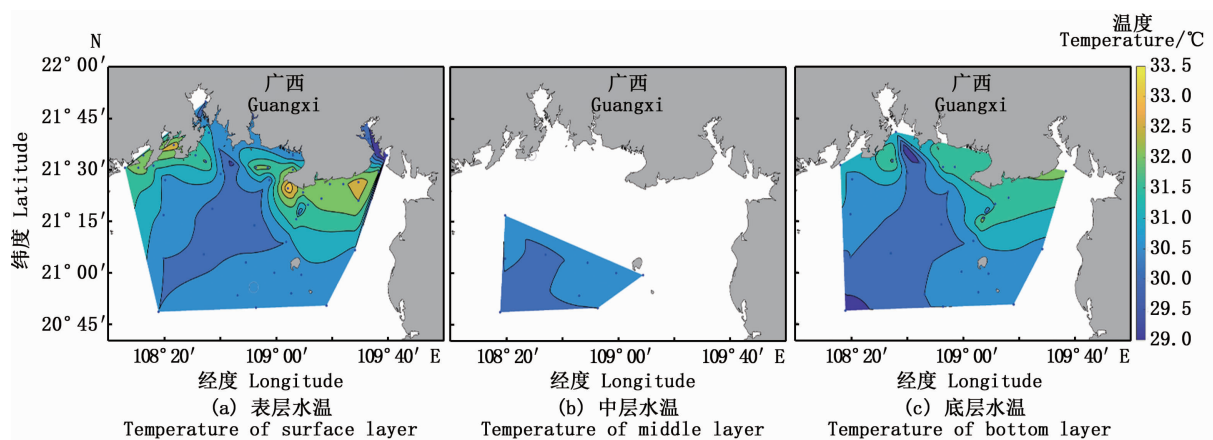 温度
Temperature/℃
N
22°00′
21°45′
21°30′
21°15′
21°00′
20°45′
纬度 Latitude
广西
Guangxi
108°20′ 109°00′ 109°40′ E
经度 Longitude
(a) 表层水温
Temperature of surface layer
广西
Guangxi
108°20′ 109°00′ 109°40′ E
经度 Longitude
(b) 中层水温
Temperature of middle layer
广西
Guangxi
108°20′ 109°00′ 109°40′ E
经度 Longitude
(c) 底层水温
Temperature of bottom layer
33.5
33.0
32.5
32.0
31.5
31.0
30.5
30.0
29.5
29.0